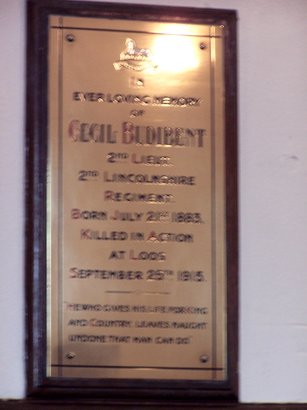 IN
EVER LOVING MEMORY
OF
CECIL BUDIBENT
2ND LIEUT.
2ND LINCOLNSHIRE
REGIMENT.
BORN JULY 21ST 1883.
KILLED IN ACTION
AT LOOS
SEPTEMBER 25TH 1915.
"HE WHO GIVES HIS LIFE FOR KING
AND COUNTRY, LEAVES NAUGHT
UNDONE THAT MAN CAN DO"